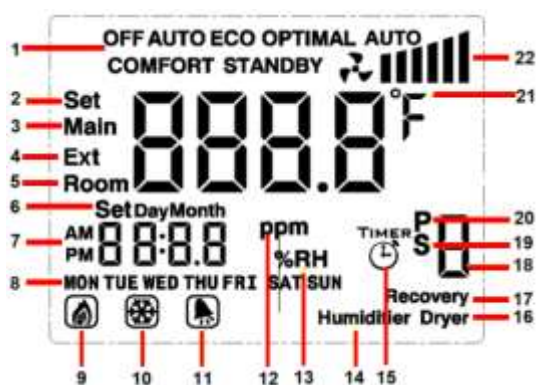 1 OFF AUTO ECO OPTIMAL AUTO
COMFORT STANDBY 22
2 Set 888.8 °F 21
3 Main
4 Ext
5 Room
6 Set Day Month
7 AM 88:8.8 ppm TIMER P 20
PM %RH S 19
8 18
MON TUE WED THU FRI SAT SUN
Recovery 17
Humiditier Dryer 16
9 10 11 12 13 14 15